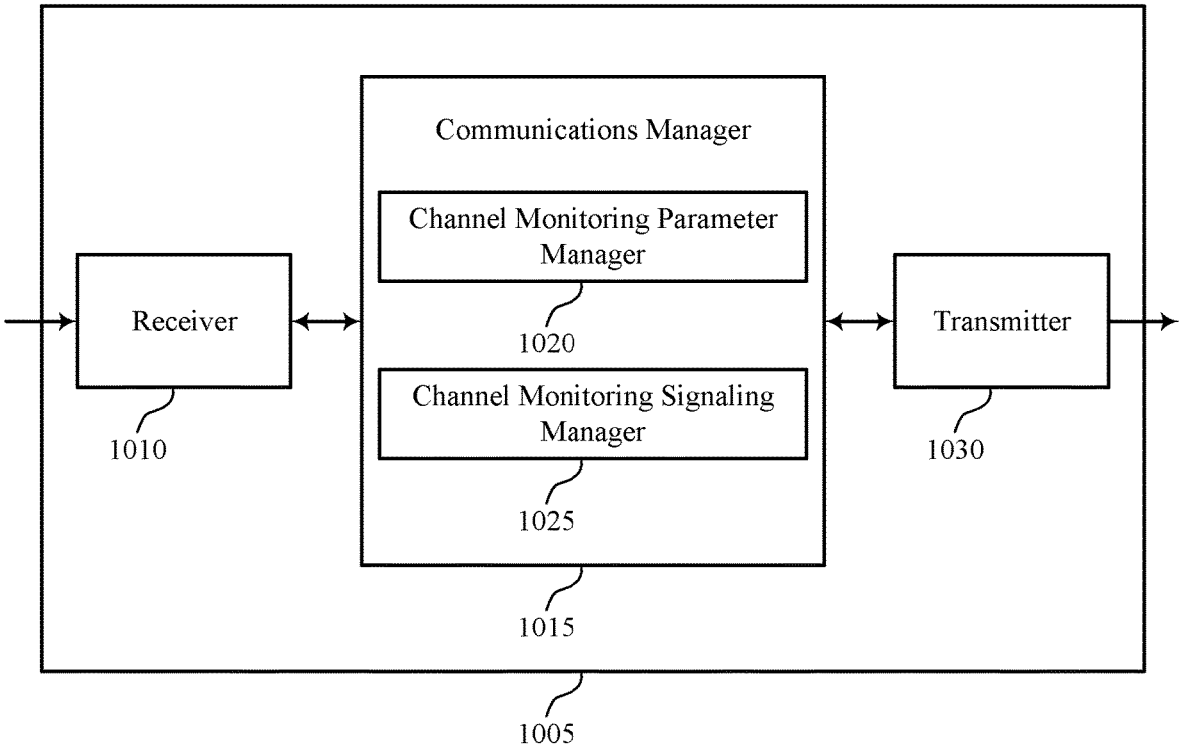 Communications Manager
Channel Monitoring Parameter
Manager
1020
Receiver
1010
Transmitter
1030
Channel Monitoring Signaling
Manager
1025
1015
1005